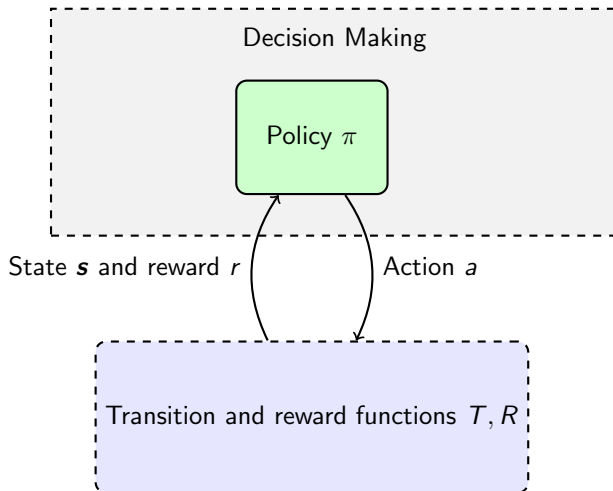 Decision Making
Policy π
State s and reward r
Action a
Transition and reward functions T, R